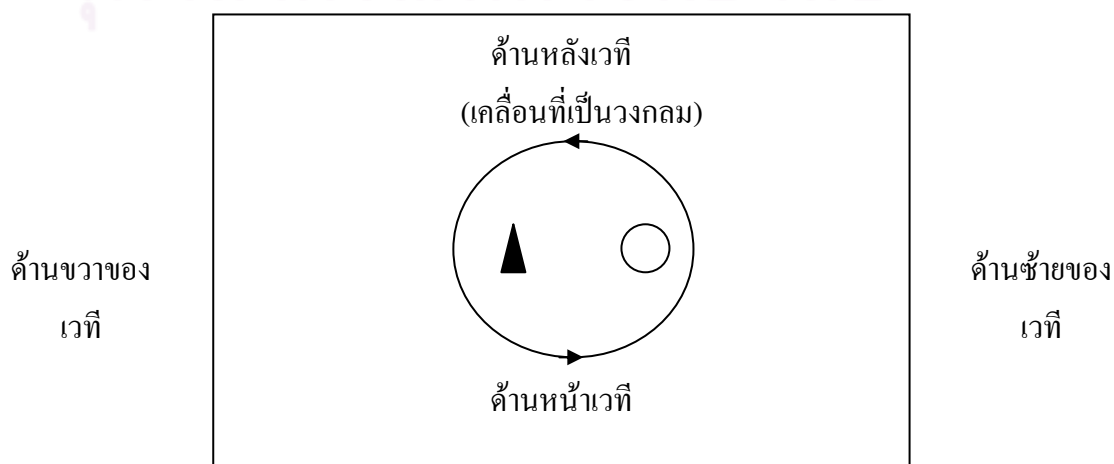 ด้านหลังเวที
(เคลื่อนที่เป็นวงกลม)
ด้านขวาของ
เวที
ด้านซ้ายของ
เวที
ด้านหน้าเวที